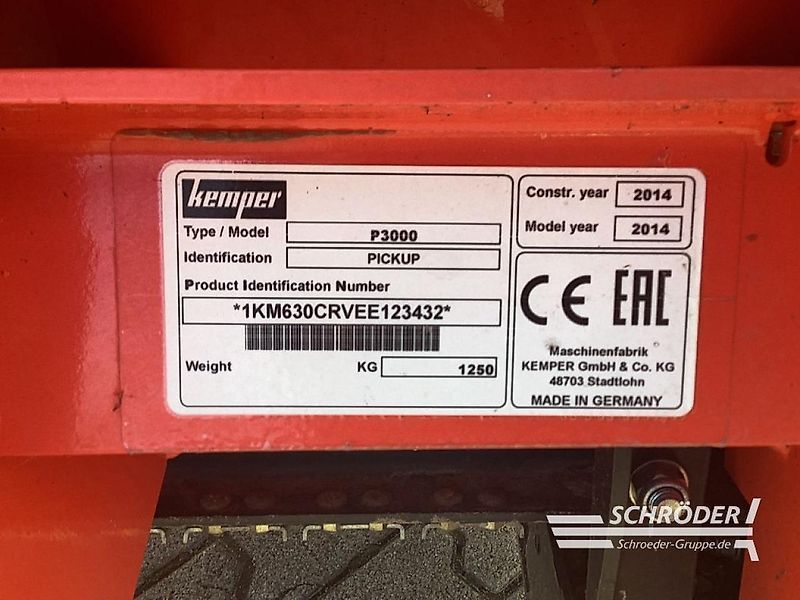 kemper
Type / Model P3000
Identification PICKUP
Product Identification Number
*1KM630CRVEE123432*
Weight KG 1250
Constr. year 2014
Model year 2014
CE EAC
Maschinenfabrik
KEMPER GmbH & Co. KG
48703 Stadtlohn
MADE IN GERMANY
SCHRÖDER
Schroeder-Gruppe.de